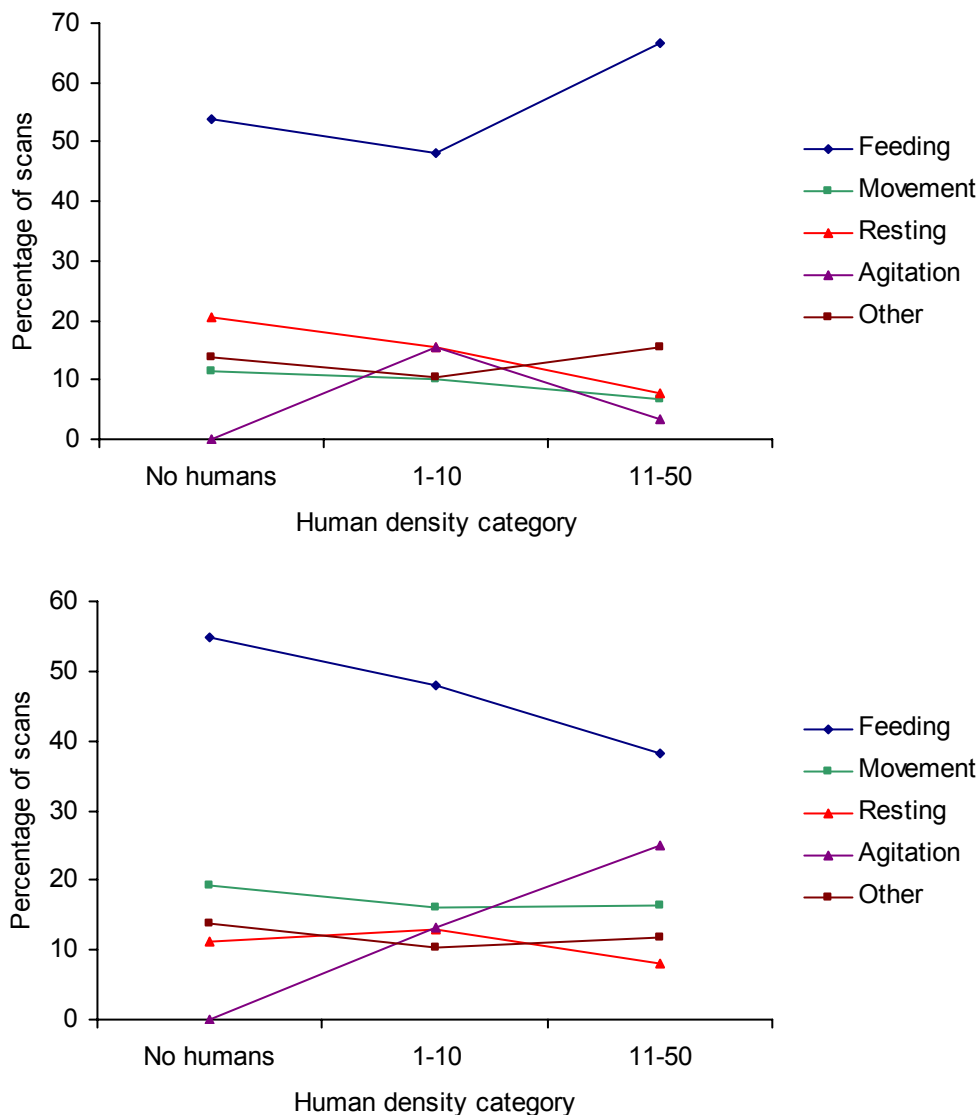 70
60
50
40
30
20
10
0
Percentage of scans
No humans 1-10 11-50
Human density category
Feeding
Movement
Resting
Agitation
Other
60
50
40
30
20
10
0
Percentage of scans
No humans 1-10 11-50
Human density category
Feeding
Movement
Resting
Agitation
Other